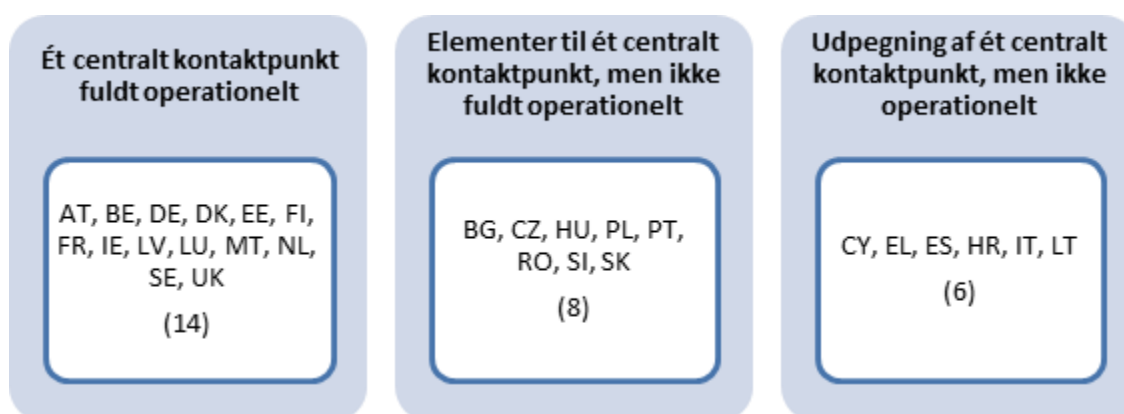 Ét centralt kontaktpunkt
fuldt operationelt
AT, BE, DE, DK, EE, FI,
FR, IE, LV, LU, MT, NL,
SE, UK
(14)
Elementer til ét centralt
kontaktpunkt, men ikke
fuldt operationelt
BG, CZ, HU, PL, PT,
RO, SI, SK
(8)
Udpegning af ét centralt
kontaktpunkt, men ikke
operationelt
CY, EL, ES, HR, IT, LT
(6)